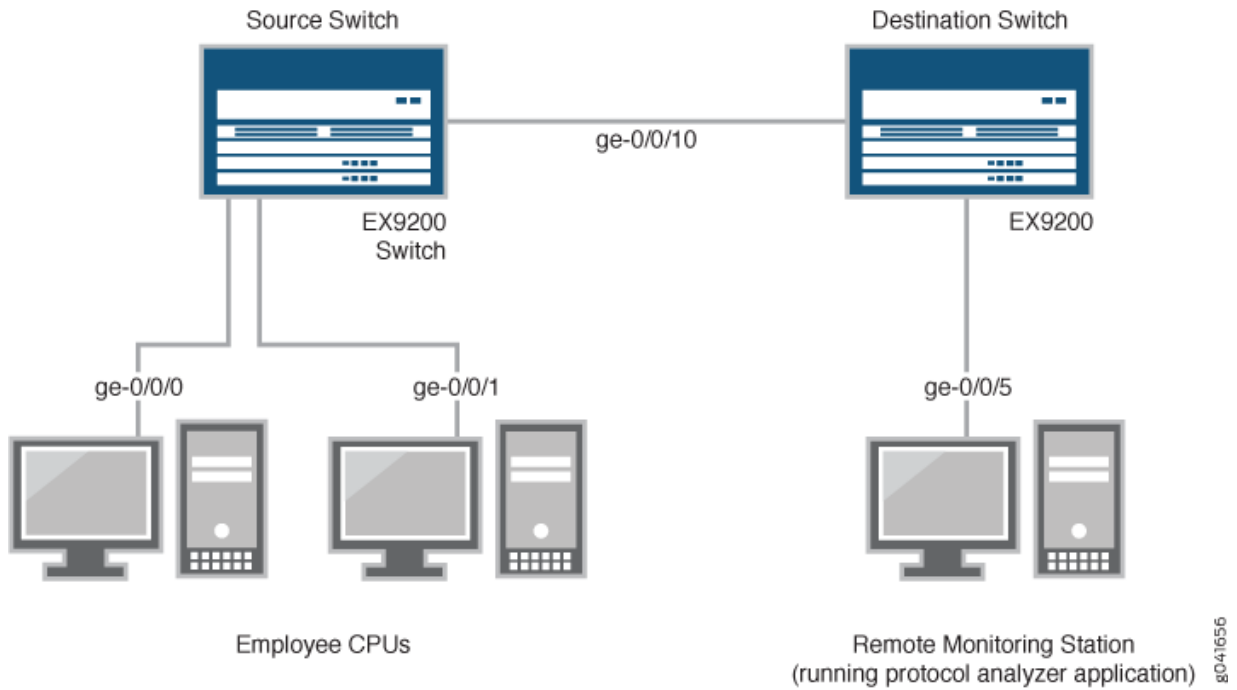 Source Switch
Destination Switch
ge-0/0/10
EX9200
Switch
EX9200
ge-0/0/0
ge-0/0/1
ge-0/0/5
Employee CPUs
Remote Monitoring Station
(running protocol analyzer application)
g041656